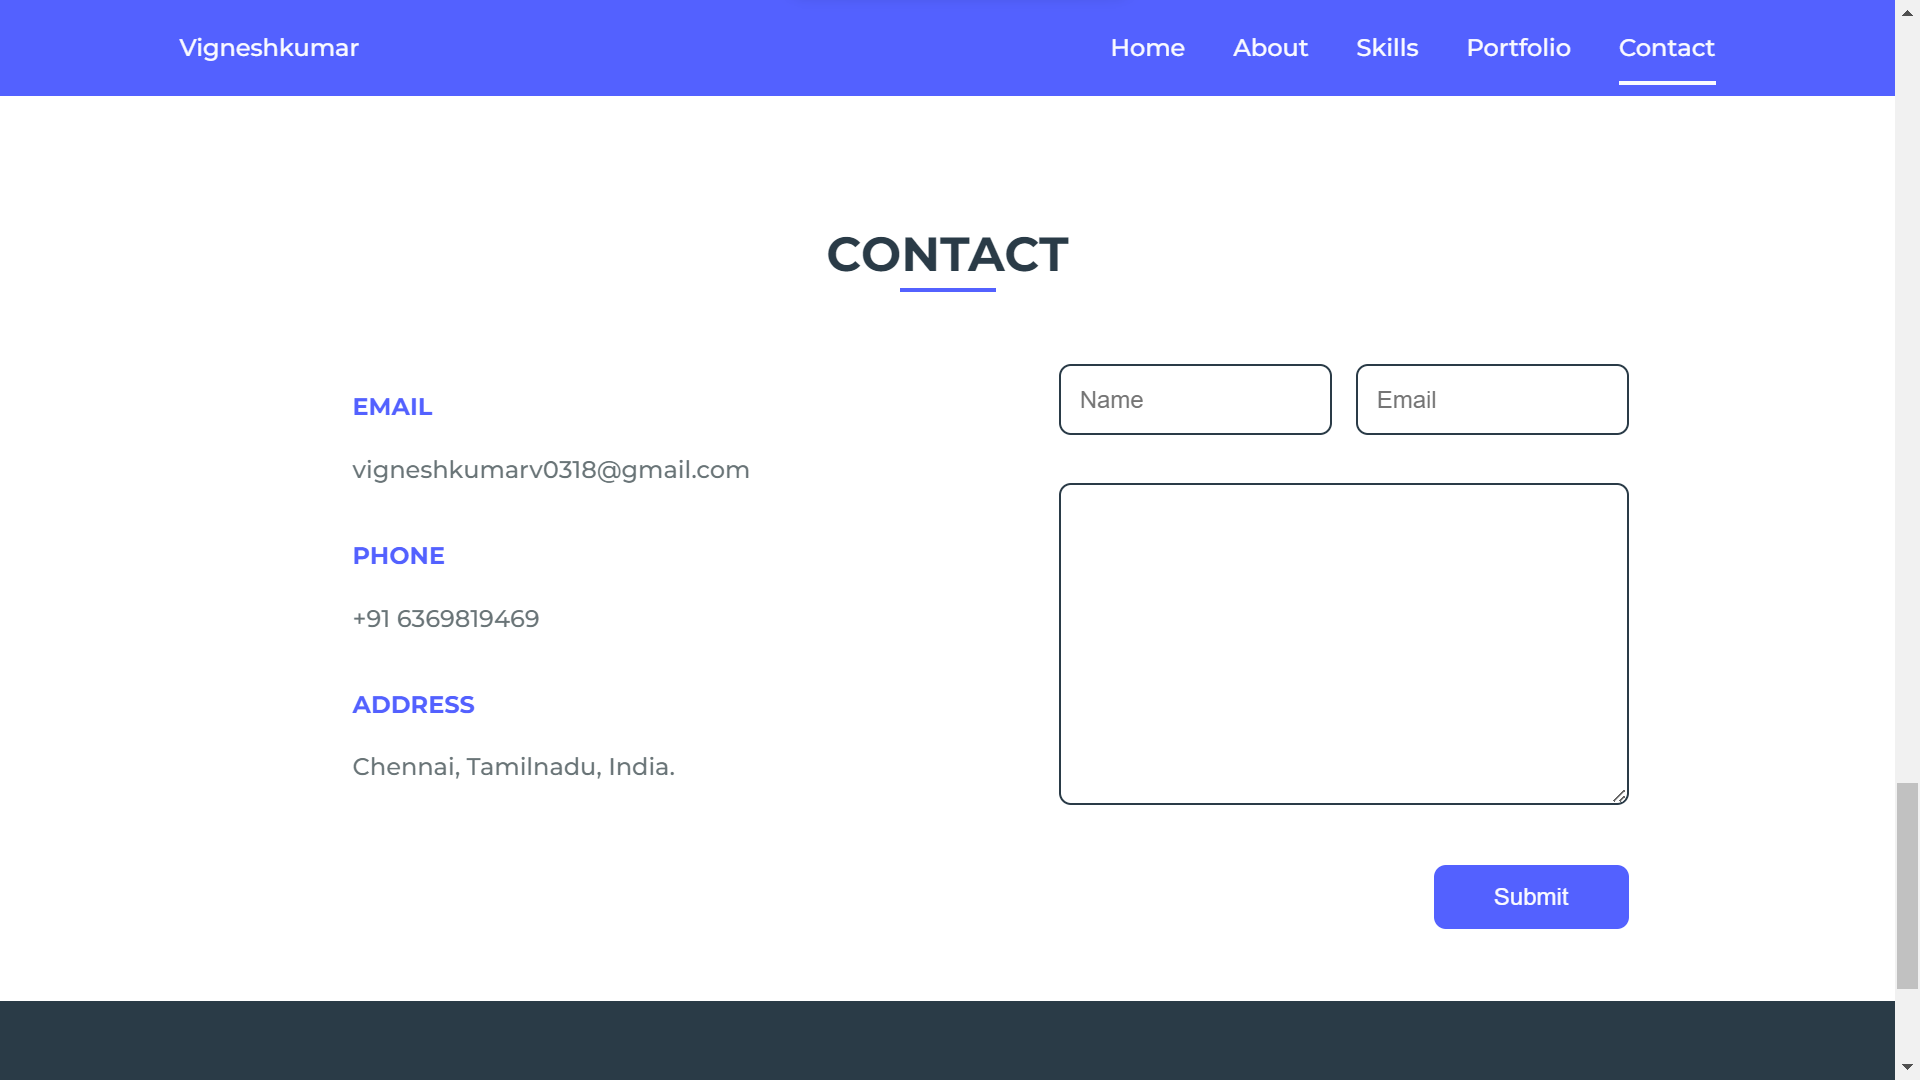 Vigneshkumar
Home About Skills Portfolio Contact
CONTACT
EMAIL
vigneshkumarv0318@gmail.com
PHONE
+91 6369819469
ADDRESS
Chennai, Tamilnadu, India.
Name Email
Submit